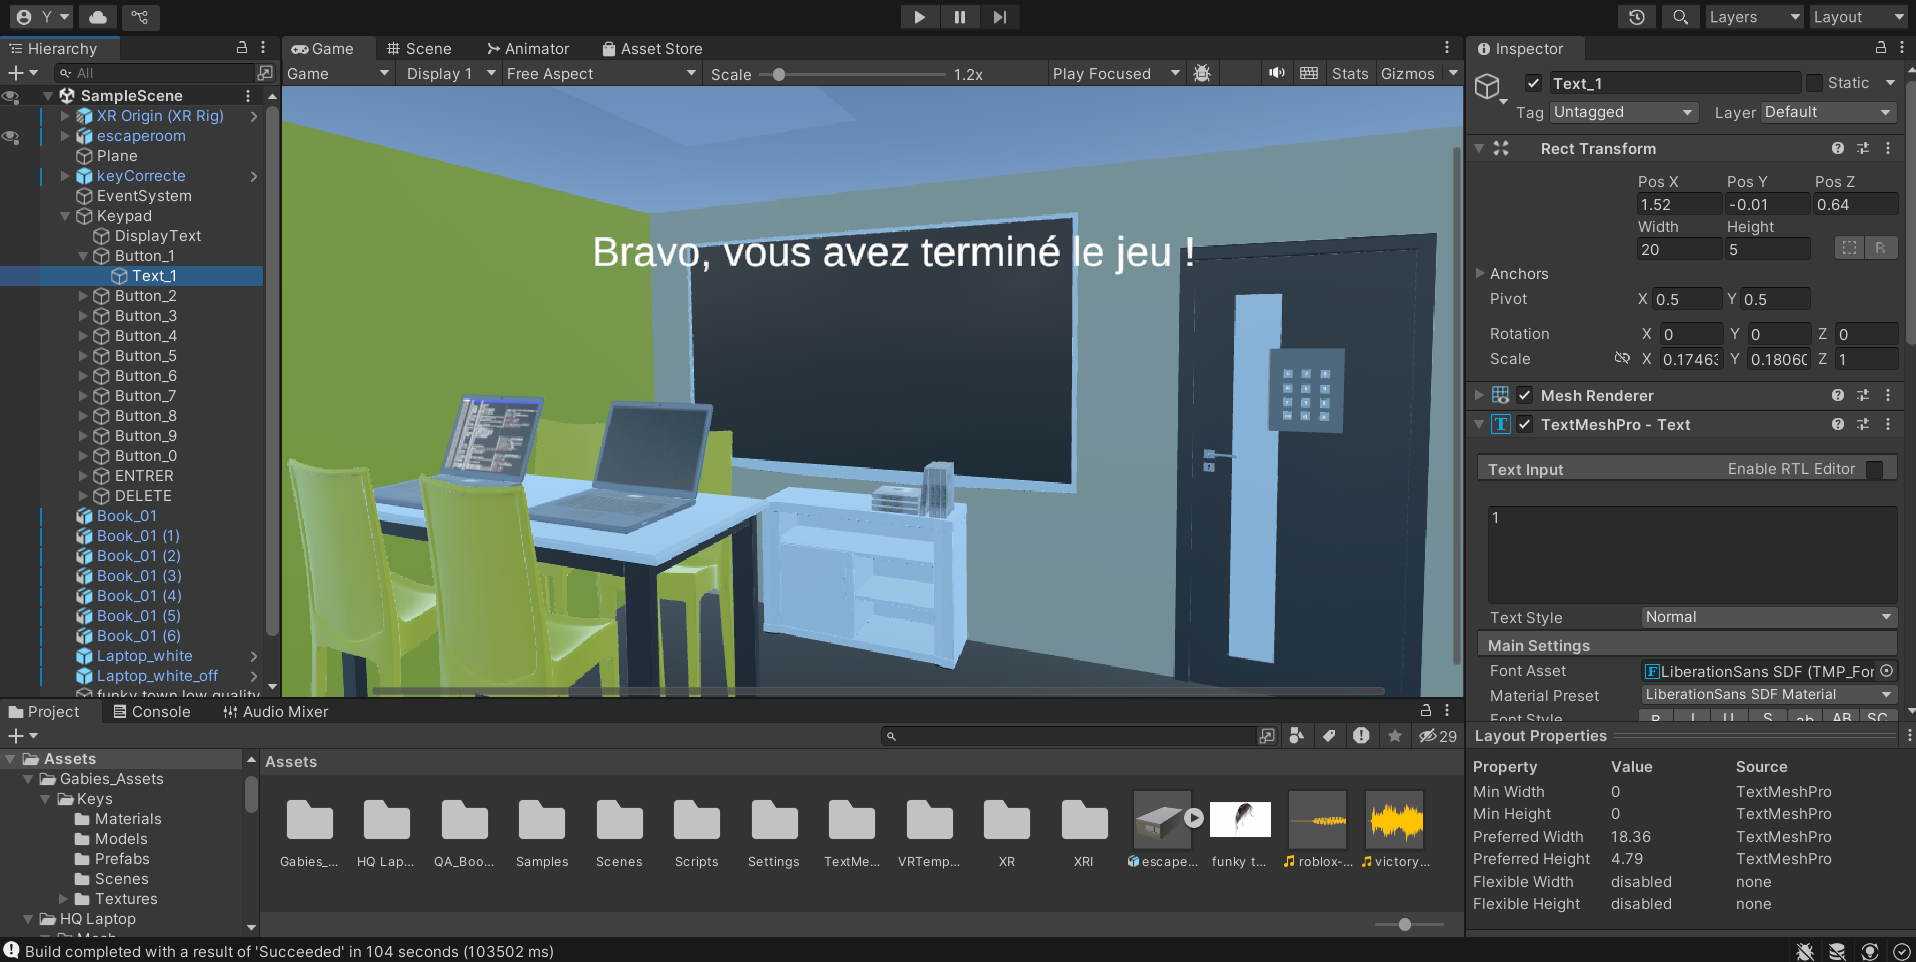 Y
Layers
Layout
Hierarchy
Game
Scene
Animator
Asset Store
Inspector
All
Game
Display 1
Free Aspect
Scale
1.2x
Play Focused
Stats
Gizmos
SampleScene
XR Origin (XR Rig)
escaperoom
Plane
keyCorrecte
EventSystem
Keypad
DisplayText
Button_1
Text_1
Button_2
Button_3
Button_4
Button_5
Button_6
Button_7
Button_8
Button_9
Button_0
ENTRER
DELETE
Book_01
Book_01 (1)
Book_01 (2)
Book_01 (3)
Book_01 (4)
Book_01 (5)
Book_01 (6)
Laptop_white
Laptop_white_off
funky town low quality
Bravo, vous avez terminé le jeu !
Text_1
Static
Tag Untagged
Layer Default
Rect Transform
Pos X Pos Y Pos Z
1.52 -0.01 0.64
Width Height
20 5
R
Anchors
Pivot X 0.5 Y 0.5
Rotation X 0 Y 0 Z 0
Scale X 0.1746 Y 0.1806 Z 1
Mesh Renderer
TextMeshPro - Text
Text Input Enable RTL Editor
1
Text Style Normal
Main Settings
Font Asset LiberationSans SDF (TMP_For
Material Preset LiberationSans SDF Material
Font Style B I U S ab AB SC
Layout Properties
Property Value Source
Min Width 0 TextMeshPro
Min Height 0 TextMeshPro
Preferred Width 18.36 TextMeshPro
Preferred Height 4.79 TextMeshPro
Flexible Width disabled none
Flexible Height disabled none
Project
Console
Audio Mixer
29
Assets
Gabies_Assets
Keys
Materials
Models
Prefabs
Scenes
Textures
HQ Laptop
Assets
Gabies_...
HQ Lap...
QA_Boo...
Samples
Scenes
Scripts
Settings
TextMe...
VRTemp...
XR
XRI
escape...
funky t...
roblox-...
victory...
Build completed with a result of 'Succeeded' in 104 seconds (103502 ms)